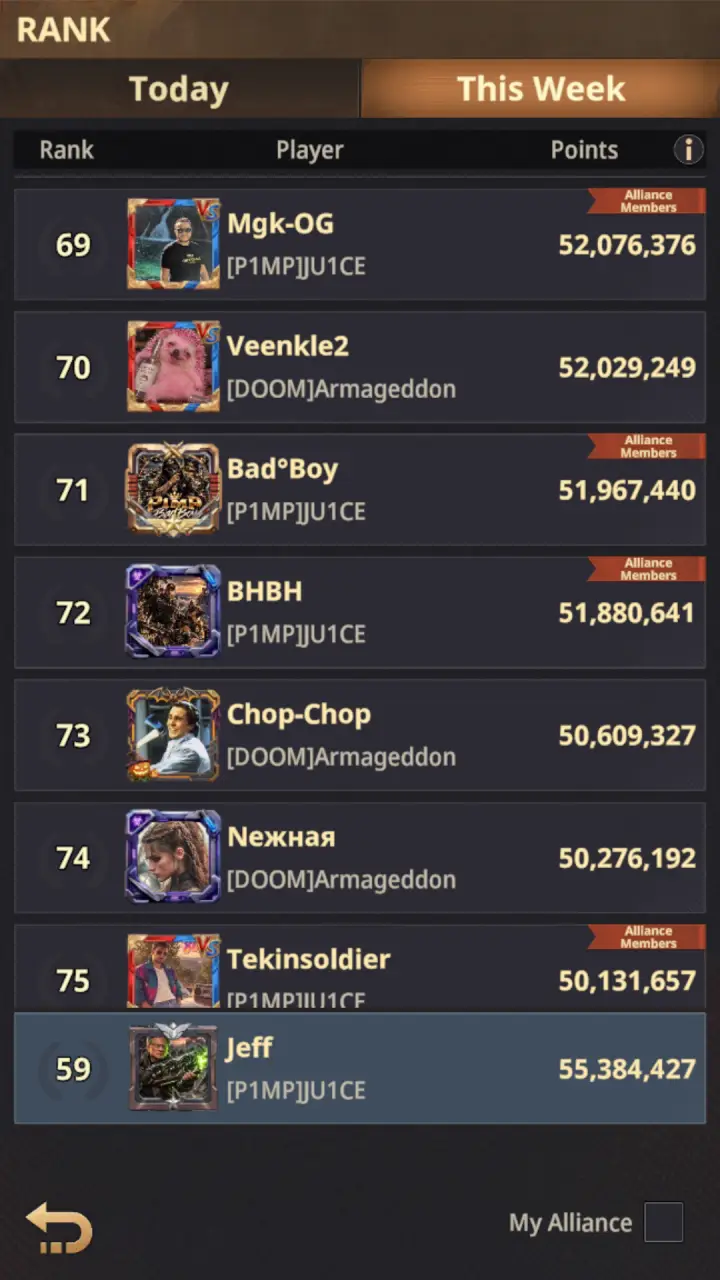 RANK
Today
This Week
Rank Player Points i
Alliance
Members
69 Mgk-OG 52,076,376
[P1MP]JU1CE
70 Veenkle2 52,029,249
[DOOM]Armageddon
Alliance
Members
71 Bad°Boy 51,967,440
[P1MP]JU1CE
Alliance
Members
72 BHBH 51,880,641
[P1MP]JU1CE
73 Chop-Chop 50,609,327
[DOOM]Armageddon
74 Neжная 50,276,192
[DOOM]Armageddon
Alliance
Members
75 Tekinsoldier 50,131,657
[P1MP]JU1CE
59 Jeff 55,384,427
[P1MP]JU1CE
My Alliance